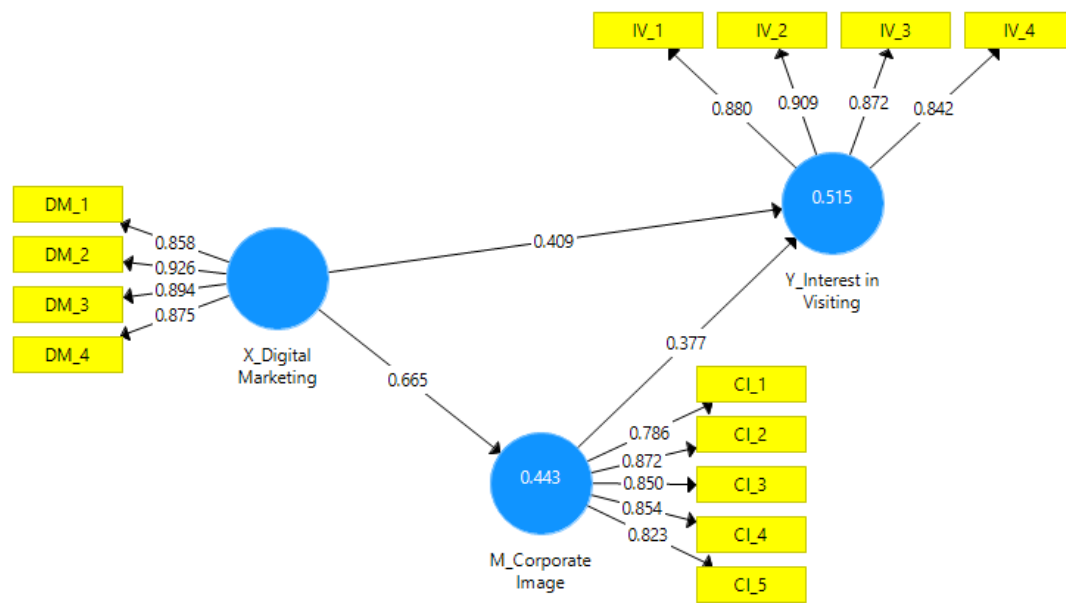 IV_1
IV_2
IV_3
IV_4
0.880
0.909
0.872
0.842
0.515
Y_Interest in
Visiting
DM_1
DM_2
DM_3
DM_4
0.858
0.926
0.894
0.875
X_Digital
Marketing
0.409
0.665
0.377
0.443
M_Corporate
Image
0.786
0.872
0.850
0.854
0.823
CI_1
CI_2
CI_3
CI_4
CI_5